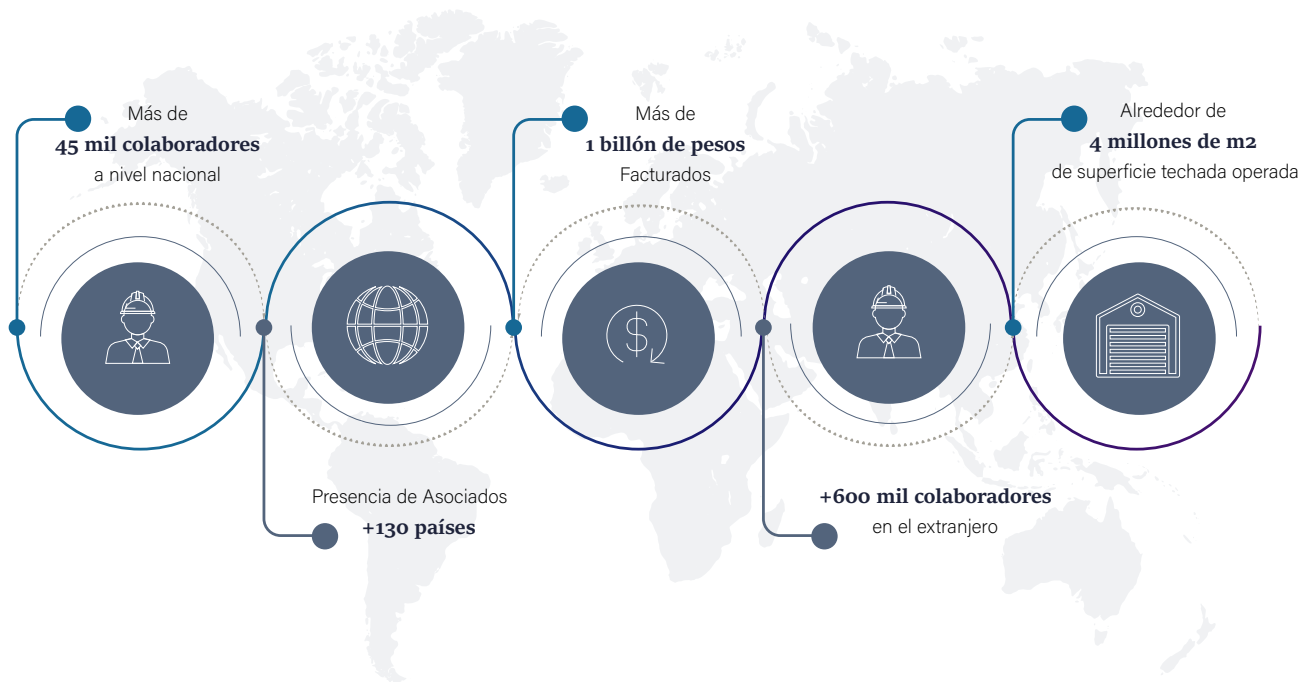 Más de
45 mil colaboradores
a nivel nacional
Presencia de Asociados
+130 países
Más de
1 billón de pesos
Facturados
+600 mil colaboradores
en el extranjero
Alrededor de
4 millones de m2
de superficie techada operada